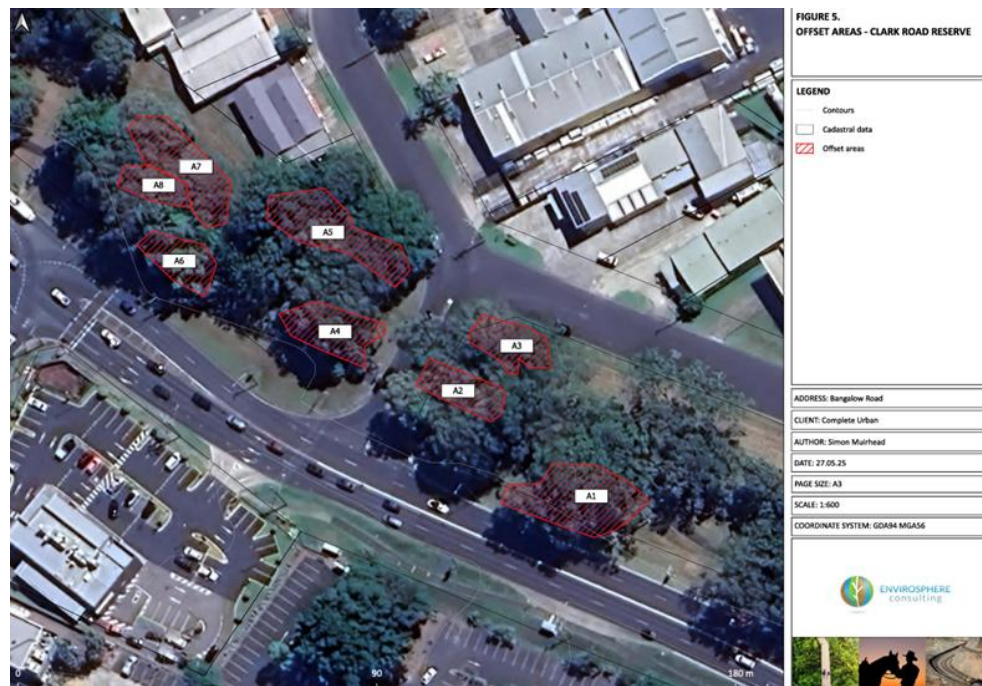 FIGURE 5.
OFFSET AREAS - CLARK ROAD RESERVE
LEGEND
Contours
Cadastral data
Offset areas
A7
A8
A5
A6
A4
A3
A2
A1
0
90
180 m
ADDRESS: Bangalow Road
CLIENT: Complete Urban
AUTHOR: Simon Muirhead
DATE: 27.05.25
PAGE SIZE: A3
SCALE: 1:600
COORDINATE SYSTEM: GDA94 MGA56
ENVIROSPHERE
consulting